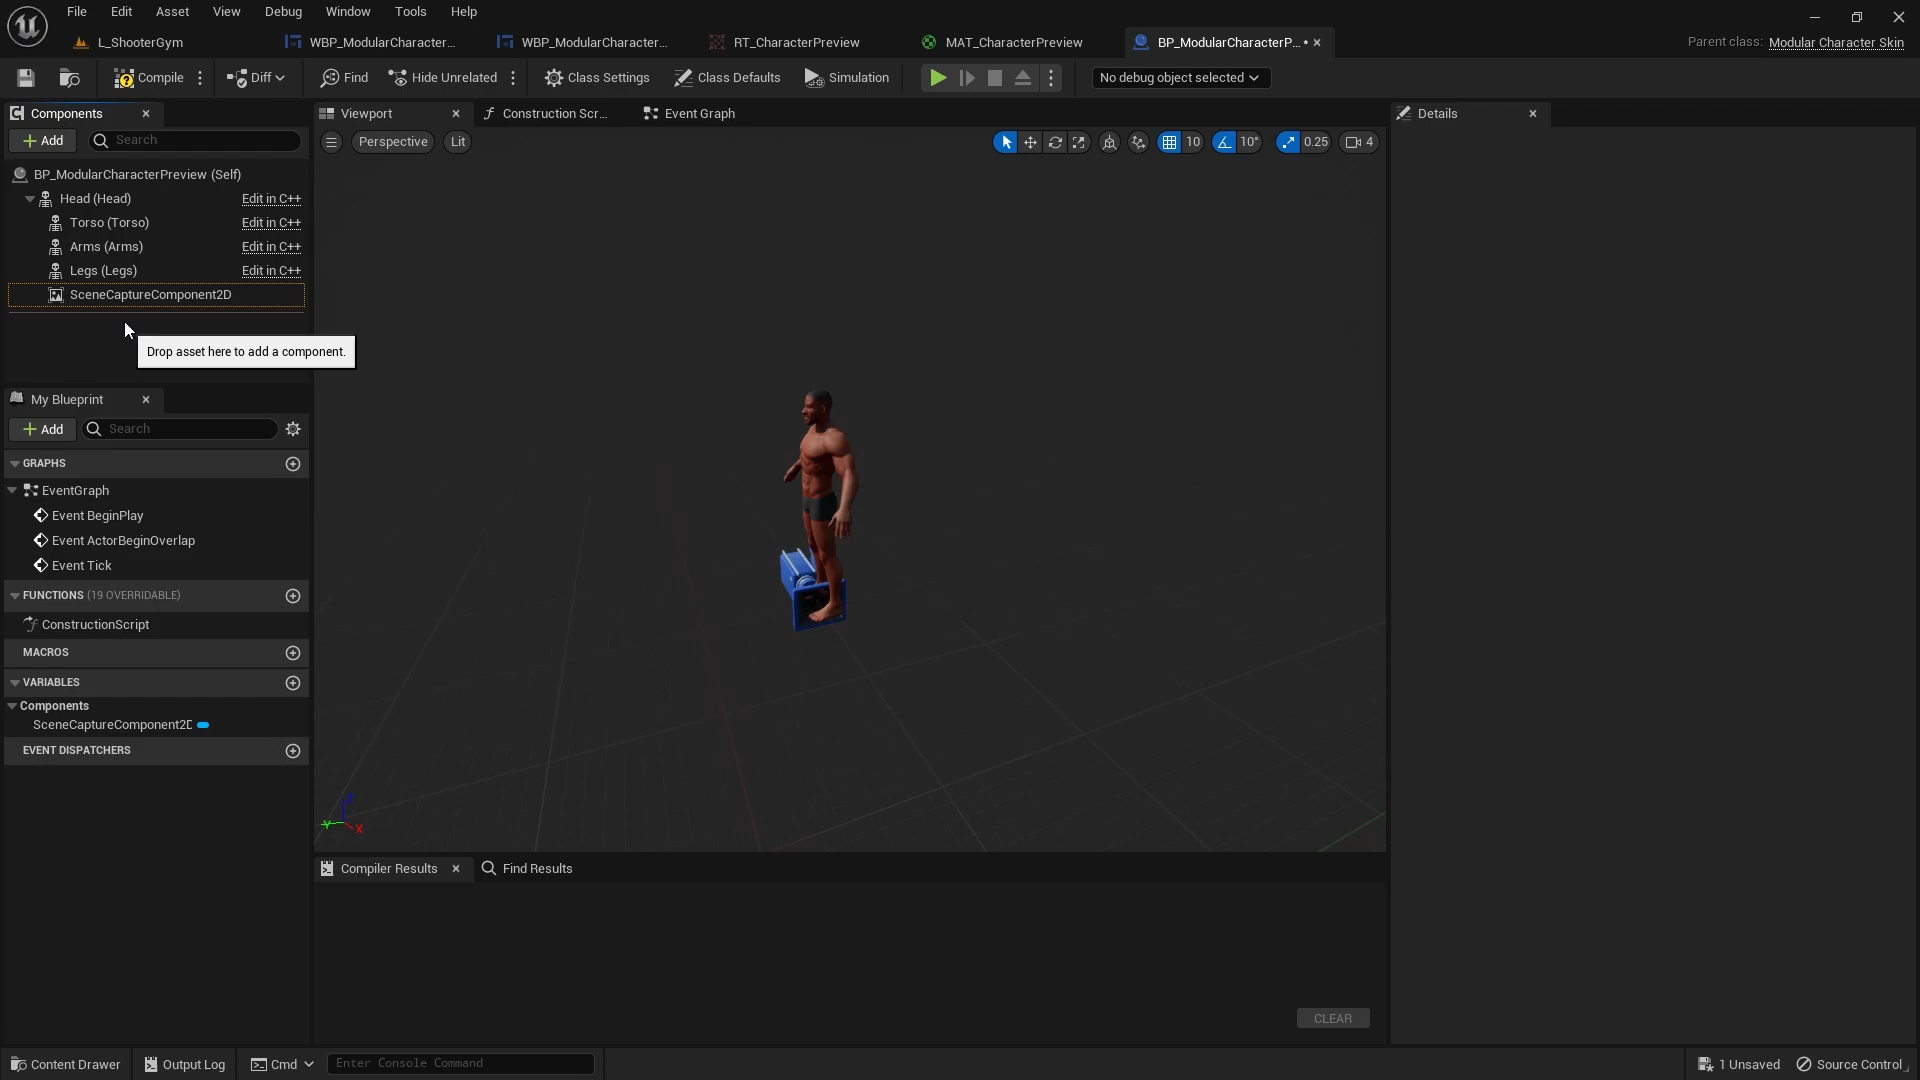 File Edit Asset View Debug Window Tools Help
L_ShooterGym
WBP_ModularCharacter...
WBP_ModularCharacter...
RT_CharacterPreview
MAT_CharacterPreview
BP_ModularCharacterP... •
Parent class: Modular Character Skin
Compile
Diff
Find
Hide Unrelated
Class Settings
Class Defaults
Simulation
No debug object selected
Components
Add
Search
BP_ModularCharacterPreview (Self)
Head (Head) Edit in C++
Torso (Torso) Edit in C++
Arms (Arms) Edit in C++
Legs (Legs) Edit in C++
SceneCaptureComponent2D
Drop asset here to add a component.
My Blueprint
Add
Search
GRAPHS
EventGraph
Event BeginPlay
Event ActorBeginOverlap
Event Tick
FUNCTIONS (19 OVERRIDABLE)
ConstructionScript
MACROS
VARIABLES
Components
SceneCaptureComponent2D
EVENT DISPATCHERS
Viewport
Construction Scr...
Event Graph
Perspective
Lit
10
10°
0.25
4
Z
Y
X
Compiler Results
Find Results
CLEAR
Details
Content Drawer
Output Log
Cmd
Enter Console Command
1 Unsaved
Source Control